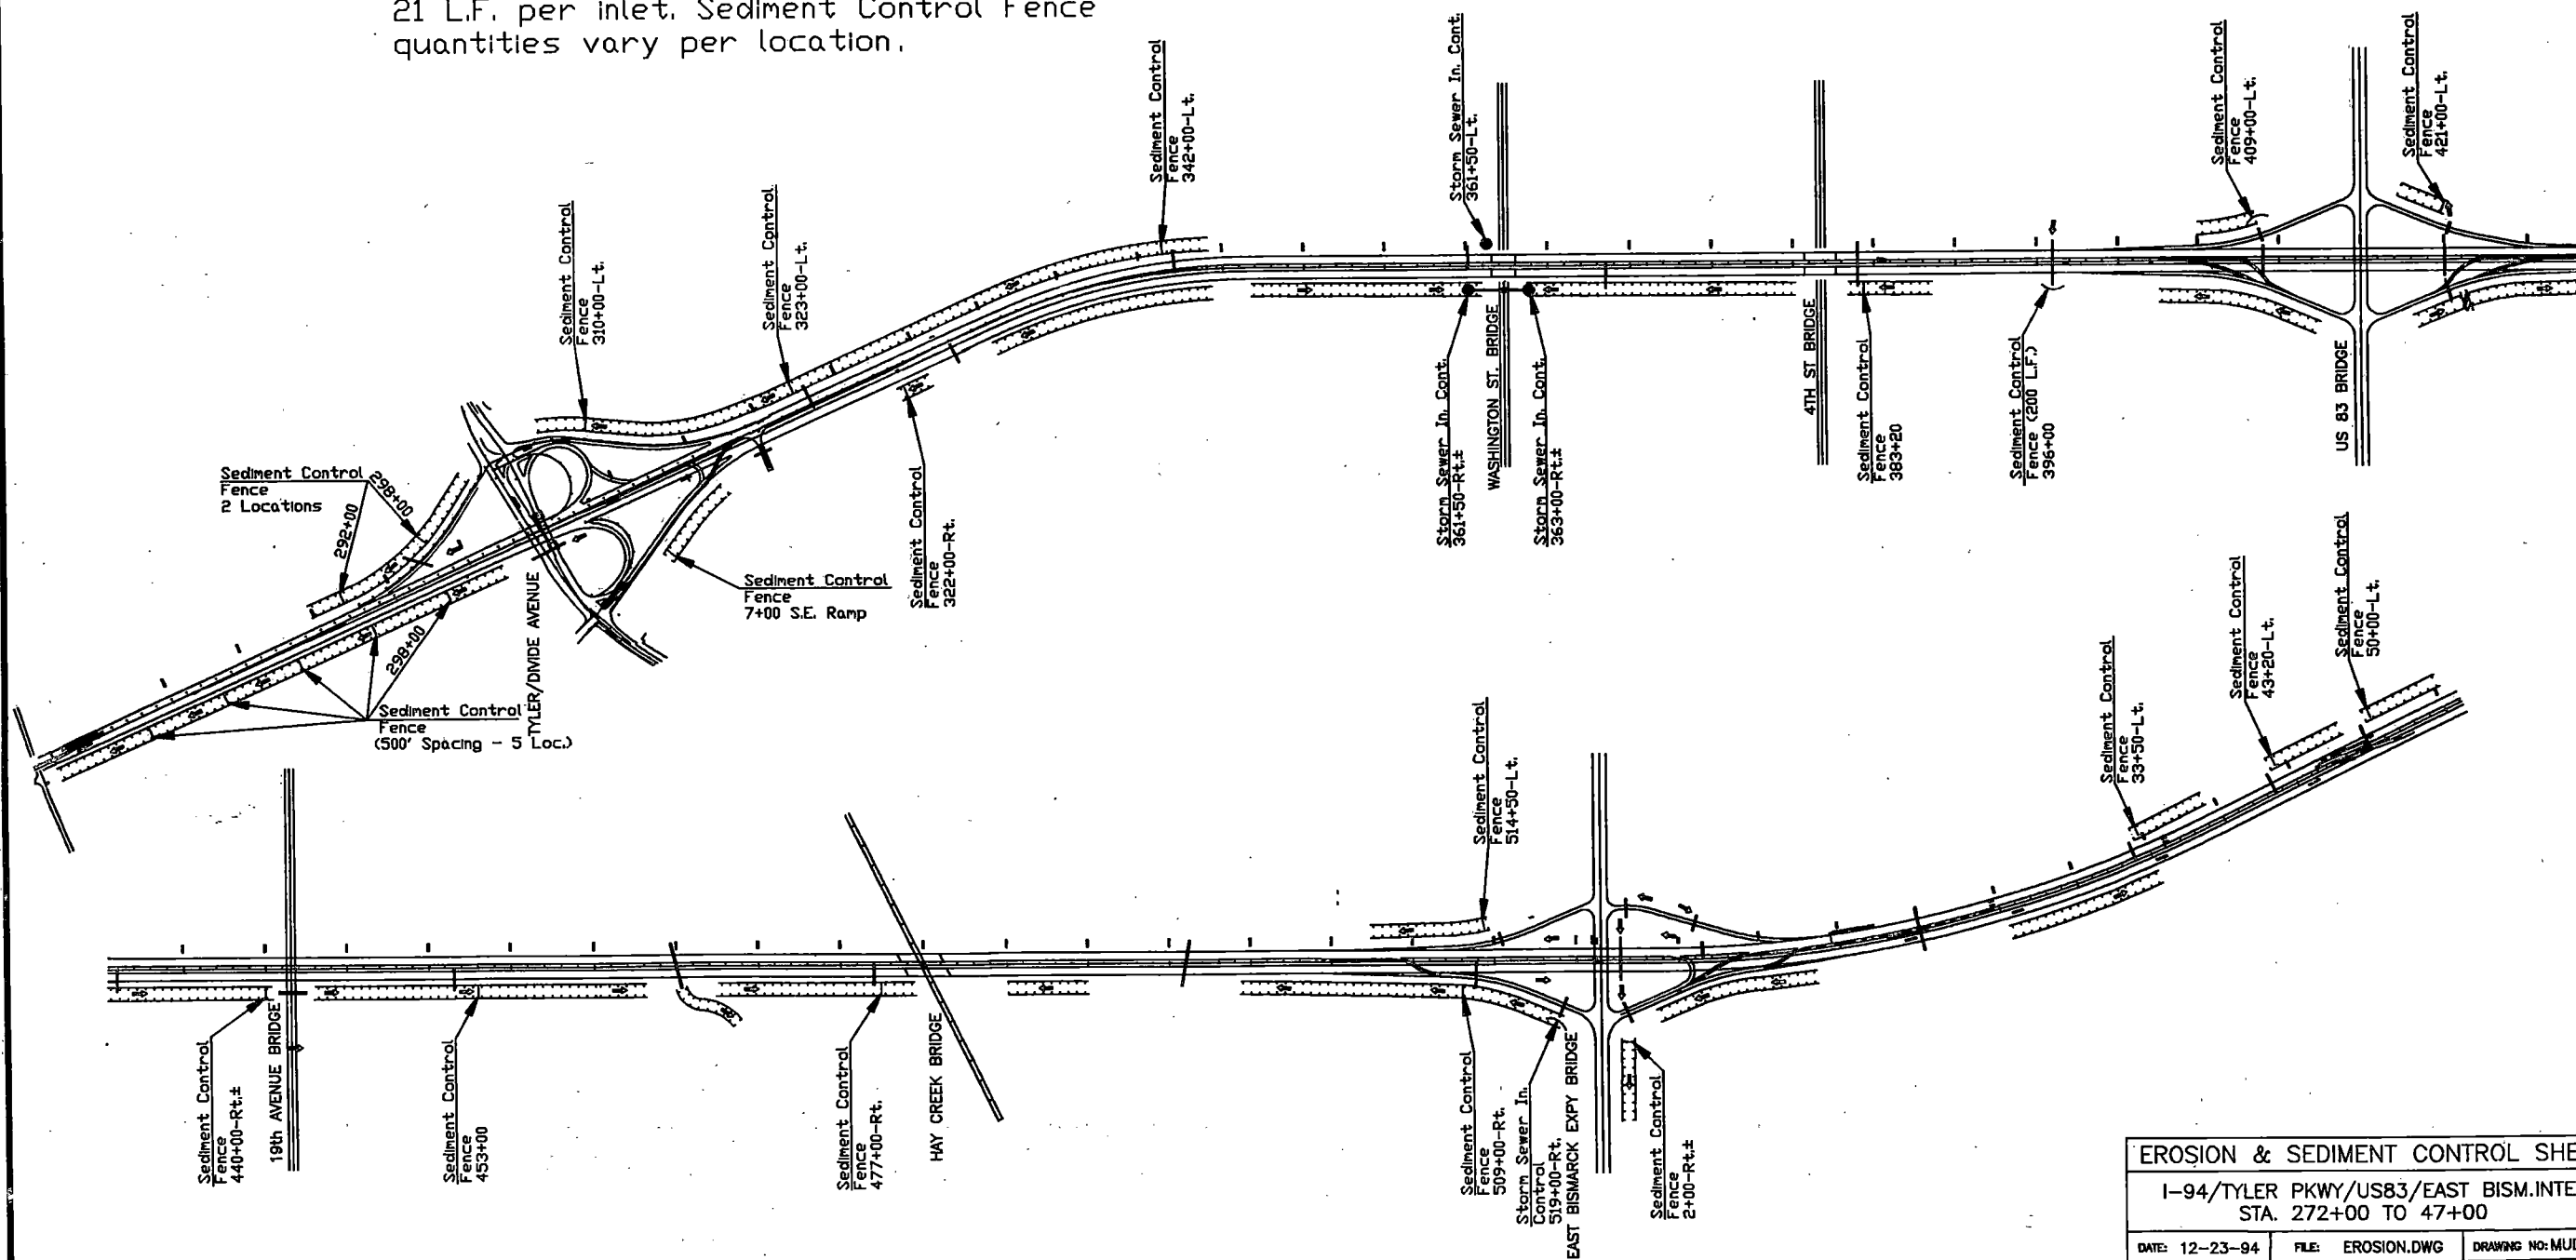 21 L.F. per inlet. Sediment Control Fence
quantities vary per location.
Sediment Control
Fence
342+00-Lt.
Storm Sewer In. Cont.
361+50-Lt.
Sediment Control
Fence
409+00-Lt.
Sediment Control
Fence
421+00-Lt.
Sediment Control
Fence
310+00-Lt.
Sediment Control
Fence
323+00-Lt.
Sediment Control
Fence
2 Locations
292+00
298+00
Sediment Control
Fence
7+00 S.E. Ramp
Sediment Control
Fence
322+00-Rt.
Storm Sewer In. Cont.
361+50-Rt.±
WASHINGTON ST. BRIDGE
Storm Sewer In. Cont.
363+00-Rt.±
4TH ST BRIDGE
Sediment Control
Fence
383+20
Sediment Control
Fence (200 L.F.)
396+00
US 83 BRIDGE
298+00
TYLER/DIVIDE AVENUE
Sediment Control
Fence
(500' Spacing - 5 Loc.)
Sediment Control
Fence
514+50-Lt.
Sediment Control
Fence
33+50-Lt.
Sediment Control
Fence
43+20-Lt.
Sediment Control
Fence
50+00-Lt.
Sediment Control
Fence
440+00-Rt.±
19th AVENUE BRIDGE
Sediment Control
Fence
453+00
Sediment Control
Fence
477+00-Rt.
HAY CREEK BRIDGE
Sediment Control
Fence
509+00-Rt.
Storm Sewer In.
Control
519+00-Rt.
EAST BISMARCK EXPY BRIDGE
Sediment Control
Fence
2+00-Rt.±
EROSION & SEDIMENT CONTROL SHE
I-94/TYLER PKWY/US83/EAST BISM.INTE
STA. 272+00 TO 47+00
DATE: 12-23-94 FILE: EROSION.DWG DRAWING NO: MUL